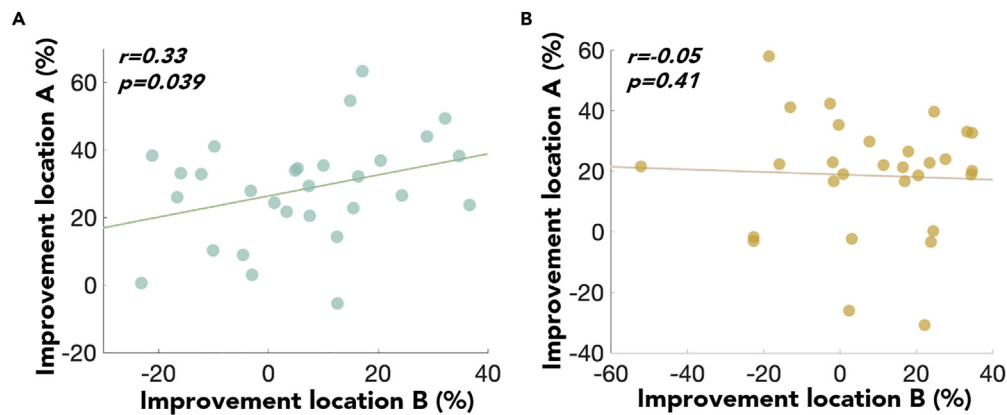 A
r=0.33
p=0.039
Improvement location A (%)
60
40
20
0
-20
-20
0
20
40
Improvement location B (%)
B
r=-0.05
p=0.41
Improvement location A (%)
60
40
20
0
-20
-40
-60
-40
-20
0
20
40
Improvement location B (%)